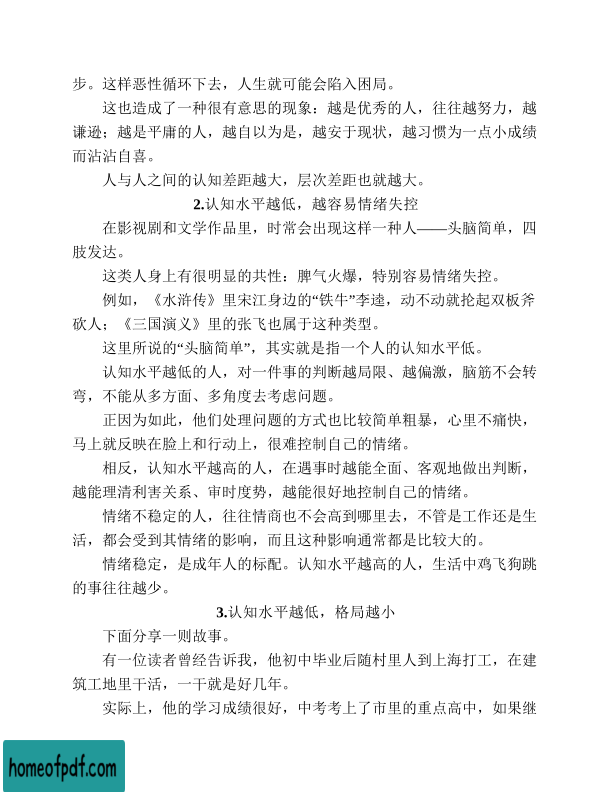 步。这样恶性循环下去，人生就可能会陷入困局。
这也造成了一种很有意思的现象：越是优秀的人，往往越努力，越
谦逊；越是平庸的人，越自以为是，越安于现状，越习惯为一点小成绩
而沾沾自喜。
人与人之间的认知差距越大，层次差距也就越大。
2.认知水平越低，越容易情绪失控
在影视剧和文学作品里，时常会出现这样一种人——头脑简单，四
肢发达。
这类人身上有很明显的共性：脾气火爆，特别容易情绪失控。
例如，《水浒传》里宋江身边的“铁牛”李逵，动不动就抡起双板斧
砍人；《三国演义》里的张飞也属于这种类型。
这里所说的“头脑简单”，其实就是指一个人的认知水平低。
认知水平越低的人，对一件事的判断越局限、越偏激，脑筋不会转
弯，不能从多方面、多角度去考虑问题。
正因为如此，他们处理问题的方式也比较简单粗暴，心里不痛快，
马上就反映在脸上和行动上，很难控制自己的情绪。
相反，认知水平越高的人，在遇事时越能全面、客观地做出判断，
越能理清利害关系、审时度势，越能很好地控制自己的情绪。
情绪不稳定的人，往往情商也不会高到哪里去，不管是工作还是生
活，都会受到其情绪的影响，而且这种影响通常都是比较大的。
情绪稳定，是成年人的标配。认知水平越高的人，生活中鸡飞狗跳
的事往往越少。
3.认知水平越低，格局越小
下面分享一则故事。
有一位读者曾经告诉我，他初中毕业后随村里人到上海打工，在建
筑工地里干活，一干就是好几年。
实际上，他的学习成绩很好，中考考上了市里的重点高中，如果继
homeofpdf.com